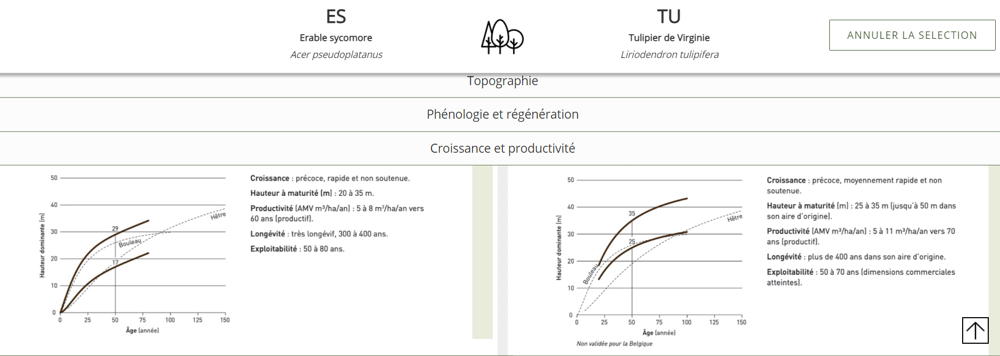 ES
Erable sycomore
Acer pseudoplatanus
TU
Tulipier de Virginie
Liriodendron tulipifera
ANNULER LA SELECTION
Topographie
Phénologie et régénération
Croissance et productivité
50
40
30
20
10
0
Hauteur dominante (m)
29
17
Bouleau
Hêtre
0 25 50 75 100 125 150
Âge (année)
Croissance : précoce, rapide et non soutenue.
Hauteur à maturité (m) : 20 à 35 m.
Productivité (AMV m³/ha/an) : 5 à 8 m³/ha/an vers
60 ans (productif).
Longévité : très longévif, 300 à 400 ans.
Exploitabilité : 50 à 80 ans.
50
40
30
20
10
0
Hauteur dominante (m)
35
25
Bouleau
Hêtre
0 25 50 75 100 125 150
Âge (année)
Non validée pour la Belgique
Croissance : précoce, moyennement rapide et non
soutenue.
Hauteur à maturité (m) : 25 à 35 m (jusqu'à 50 m dans
son aire d'origine).
Productivité (AMV m³/ha/an) : 5 à 11 m³/ha/an vers 70
ans (productif).
Longévité : plus de 400 ans dans son aire d'origine.
Exploitabilité : 50 à 70 ans (dimensions commerciales
atteintes).